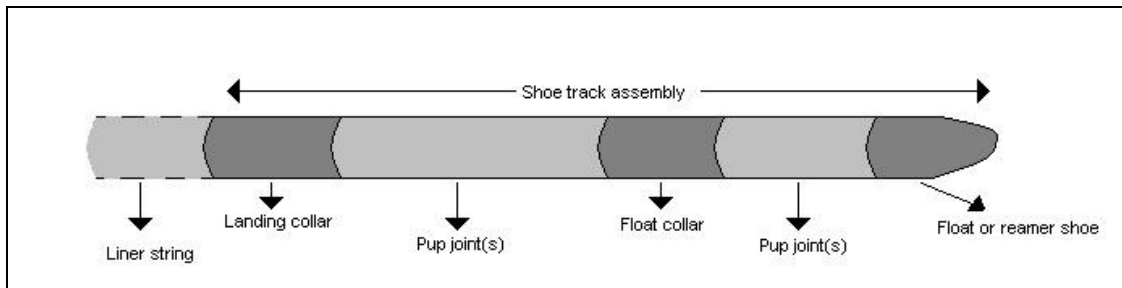 Shoe track assembly
Landing collar
Float collar
Float or reamer shoe
Liner string
Pup joint(s)
Pup joint(s)